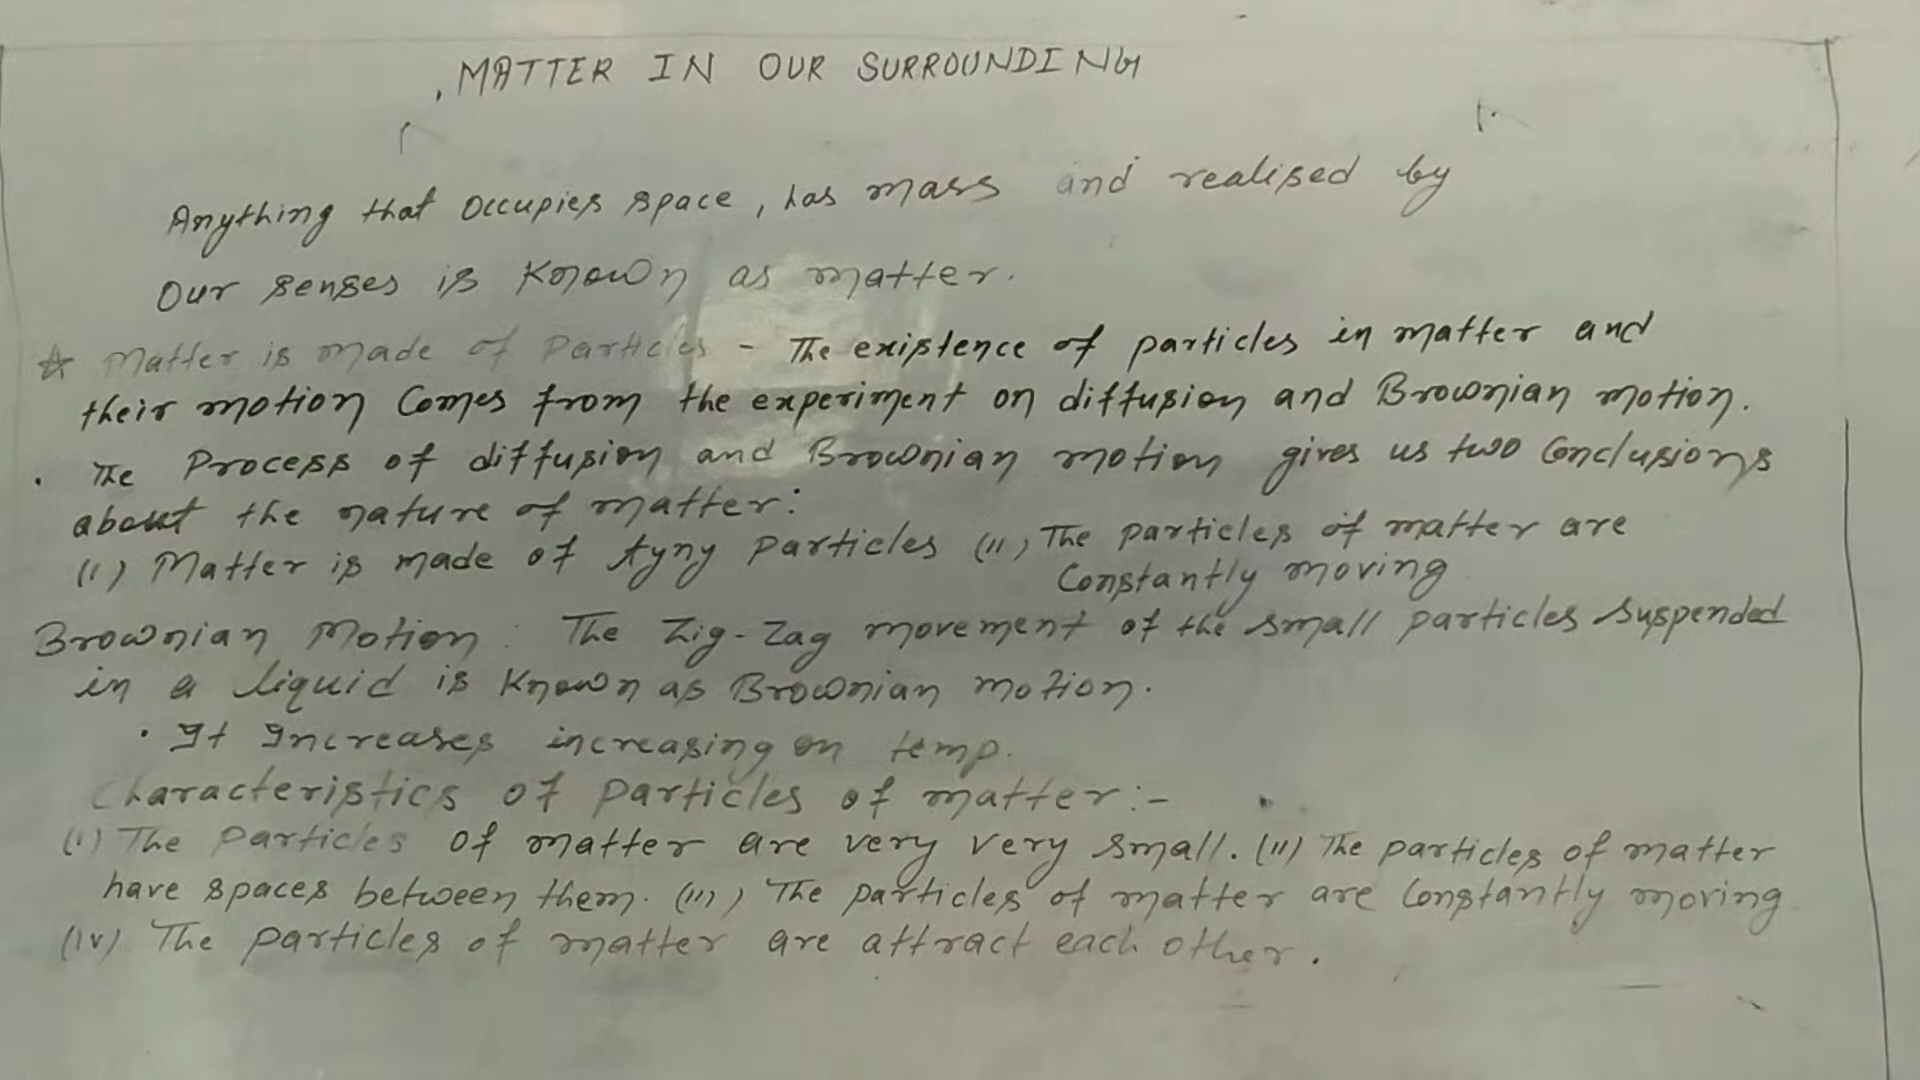 MATTER IN OUR SURROUNDING
Anything that occupies space, has mass and realised by
our senses is known as matter.
☆ Matter is made of Particles - The existence of particles in matter and
their motion Comes from the experiment on diffusion and Brownian motion.
. The Process of diffusion and Brownian motion gives us two Conclusions
about the nature of matter:
(i) Matter is made of tyny particles (ii) The particles of matter are
Constantly moving
Brownian Motion : The Zig-Zag movement of the small particles suspended
in a liquid is known as Brownian motion.
• It Increases increasing on temp.
Characteristics of particles of matter:-
(i) The Particles of matter are very very small. (ii) The particles of matter
have spaces between them. (iii) The particles of matter are Constantly moving
(iv) The particles of matter are attract each other.